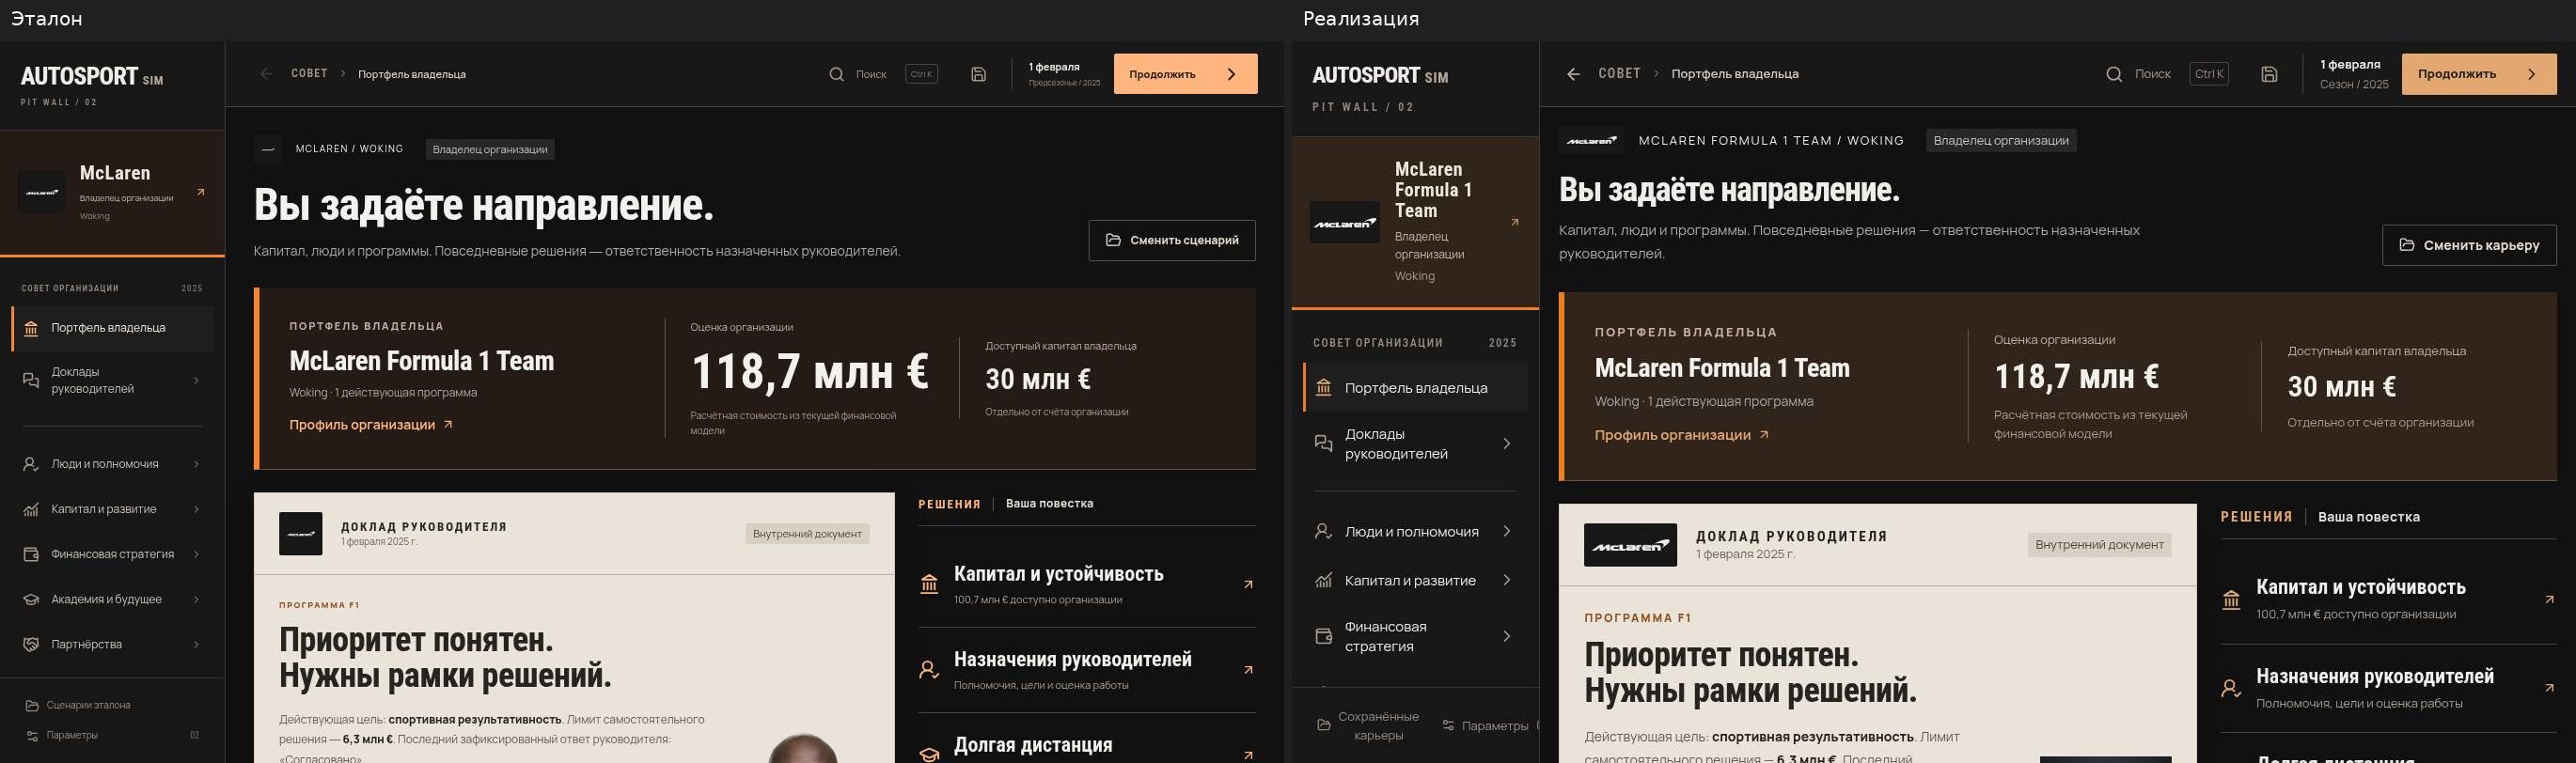 Эталон
AUTOSPORT SIM
PIT WALL / 02
McLaren
McLaren
Владелец организации
Woking
СОВЕТ ОРГАНИЗАЦИИ 2025
Портфель владельца
Доклады
руководителей
Люди и полномочия
Капитал и развитие
Финансовая стратегия
Академия и будущее
Партнёрства
Сценарии эталона
Параметры 02
СОВЕТ Портфель владельца
Поиск Ctrl K
1 февраля
Предсезонье / 2025
Продолжить
MCLAREN / WOKING Владелец организации
Вы задаёте направление.
Капитал, люди и программы. Повседневные решения — ответственность назначенных руководителей.
Сменить сценарий
ПОРТФЕЛЬ ВЛАДЕЛЬЦА
McLaren Formula 1 Team
Woking · 1 действующая программа
Профиль организации
Оценка организации
118,7 млн €
Расчётная стоимость из текущей финансовой
модели
Доступный капитал владельца
30 млн €
Отдельно от счёта организации
McLaren
ДОКЛАД РУКОВОДИТЕЛЯ
1 февраля 2025 г.
Внутренний документ
ПРОГРАММА F1
Приоритет понятен.
Нужны рамки решений.
Действующая цель: спортивная результативность. Лимит самостоятельного
решения — 6,3 млн €. Последний зафиксированный ответ руководителя:
«Согласовано»
РЕШЕНИЯ Ваша повестка
Капитал и устойчивость
100,7 млн € доступно организации
Назначения руководителей
Полномочия, цели и оценка работы
Долгая дистанция
Реализация
AUTOSPORT SIM
PIT WALL / 02
McLaren
McLaren
Formula 1
Team
Владелец
организации
Woking
СОВЕТ ОРГАНИЗАЦИИ 2025
Портфель владельца
Доклады
руководителей
Люди и полномочия
Капитал и развитие
Финансовая
стратегия
Сохранённые
карьеры
Параметры
СОВЕТ Портфель владельца
Поиск Ctrl K
1 февраля
Сезон / 2025
Продолжить
McLaren
MCLAREN FORMULA 1 TEAM / WOKING Владелец организации
Вы задаёте направление.
Капитал, люди и программы. Повседневные решения — ответственность назначенных
руководителей.
Сменить карьеру
ПОРТФЕЛЬ ВЛАДЕЛЬЦА
McLaren Formula 1 Team
Woking · 1 действующая программа
Профиль организации
Оценка организации
118,7 млн €
Расчётная стоимость из текущей
финансовой модели
Доступный капитал владельца
30 млн €
Отдельно от счёта организации
McLaren
ДОКЛАД РУКОВОДИТЕЛЯ
1 февраля 2025 г.
Внутренний документ
ПРОГРАММА F1
Приоритет понятен.
Нужны рамки решений.
Действующая цель: спортивная результативность. Лимит
самостоятельного решения — 6,3 млн €. Последний
РЕШЕНИЯ Ваша повестка
Капитал и устойчивость
100,7 млн € доступно организации
Назначения руководителей
Полномочия, цели и оценка работы
Долгая дистанция